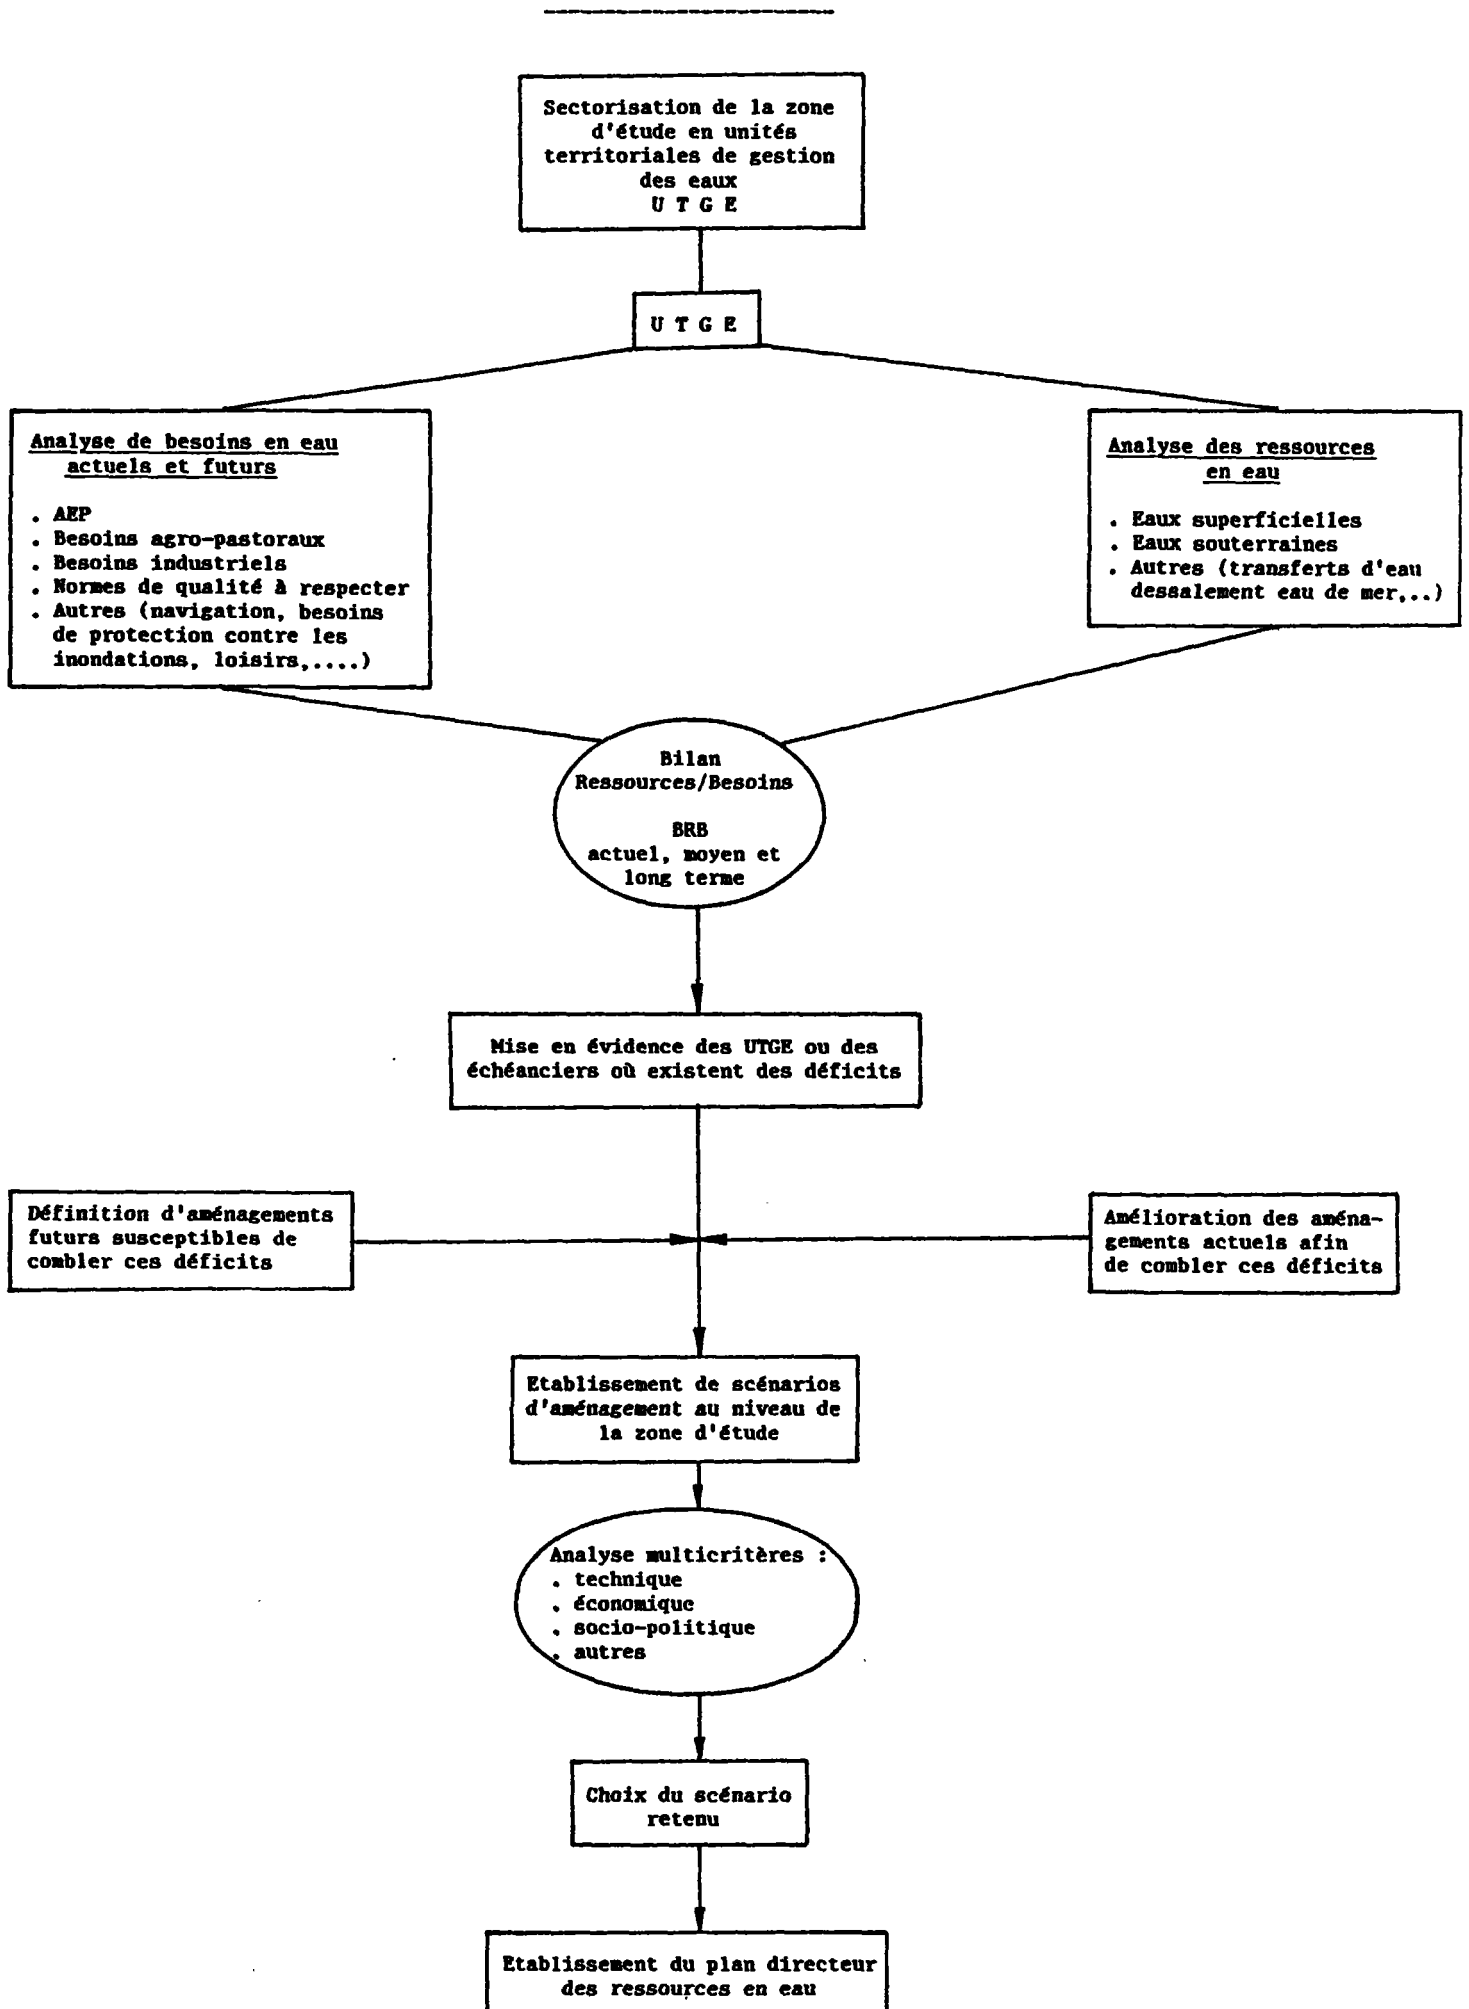 Sectorisation de la zone
d'étude en unités
territoriales de gestion
des eaux
U T G E
U T G E
Analyse de besoins en eau
actuels et futurs
. AEP
. Besoins agro-pastoraux
. Besoins industriels
. Normes de qualité à respecter
. Autres (navigation, besoins
de protection contre les
inondations, loisirs,....)
Analyse des ressources
en eau
. Eaux superficielles
. Eaux souterraines
. Autres (transferts d'eau
dessalement eau de mer,..)
Bilan
Ressources/Besoins
BRB
actuel, moyen et
long terme
Mise en évidence des UTGE ou des
échéanciers où existent des déficits
Définition d'aménagements
futurs susceptibles de
combler ces déficits
Amélioration des aména-
gements actuels afin
de combler ces déficits
Etablissement de scénarios
d'aménagement au niveau de
la zone d'étude
Analyse multicritères :
. technique
. économique
. socio-politique
. autres
Choix du scénario
retenu
Etablissement du plan directeur
des ressources en eau